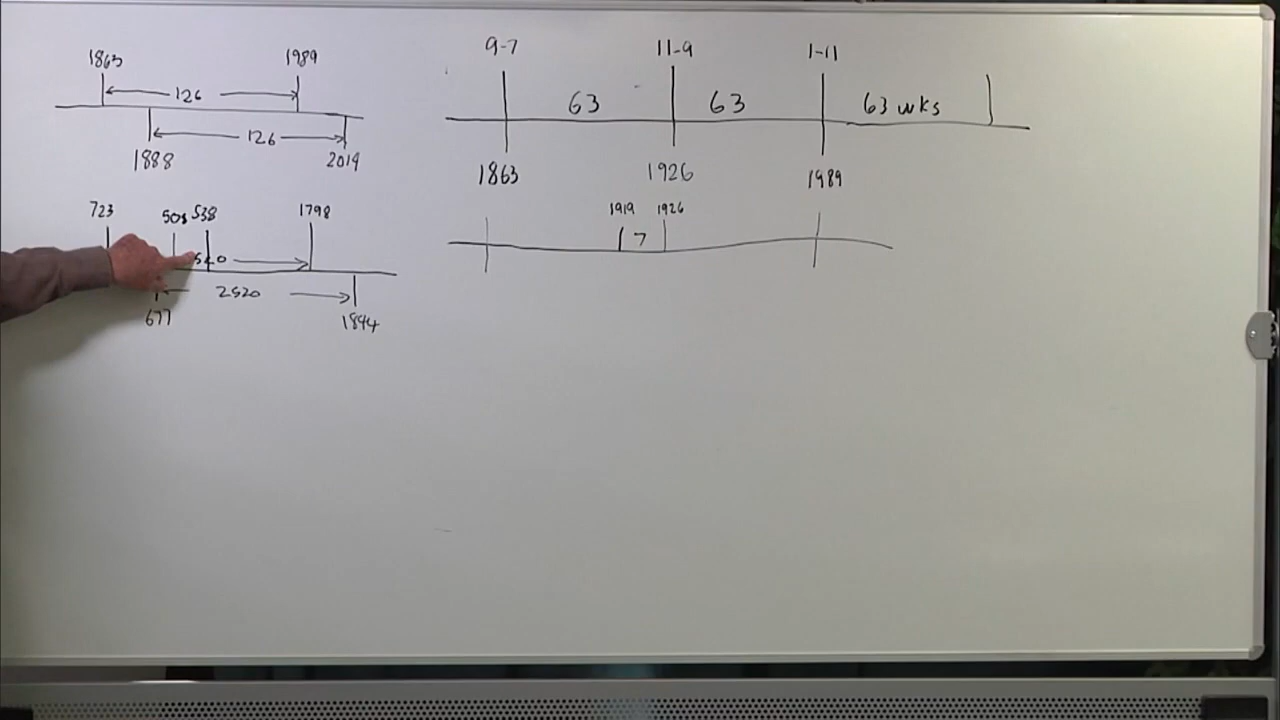 1863 1989
126
126
1888 2019
723 508 538 1798
2520
677 1844
9-7 11-9 1-11
63 63 63 wks
1863 1926 1989
1919 1926
7